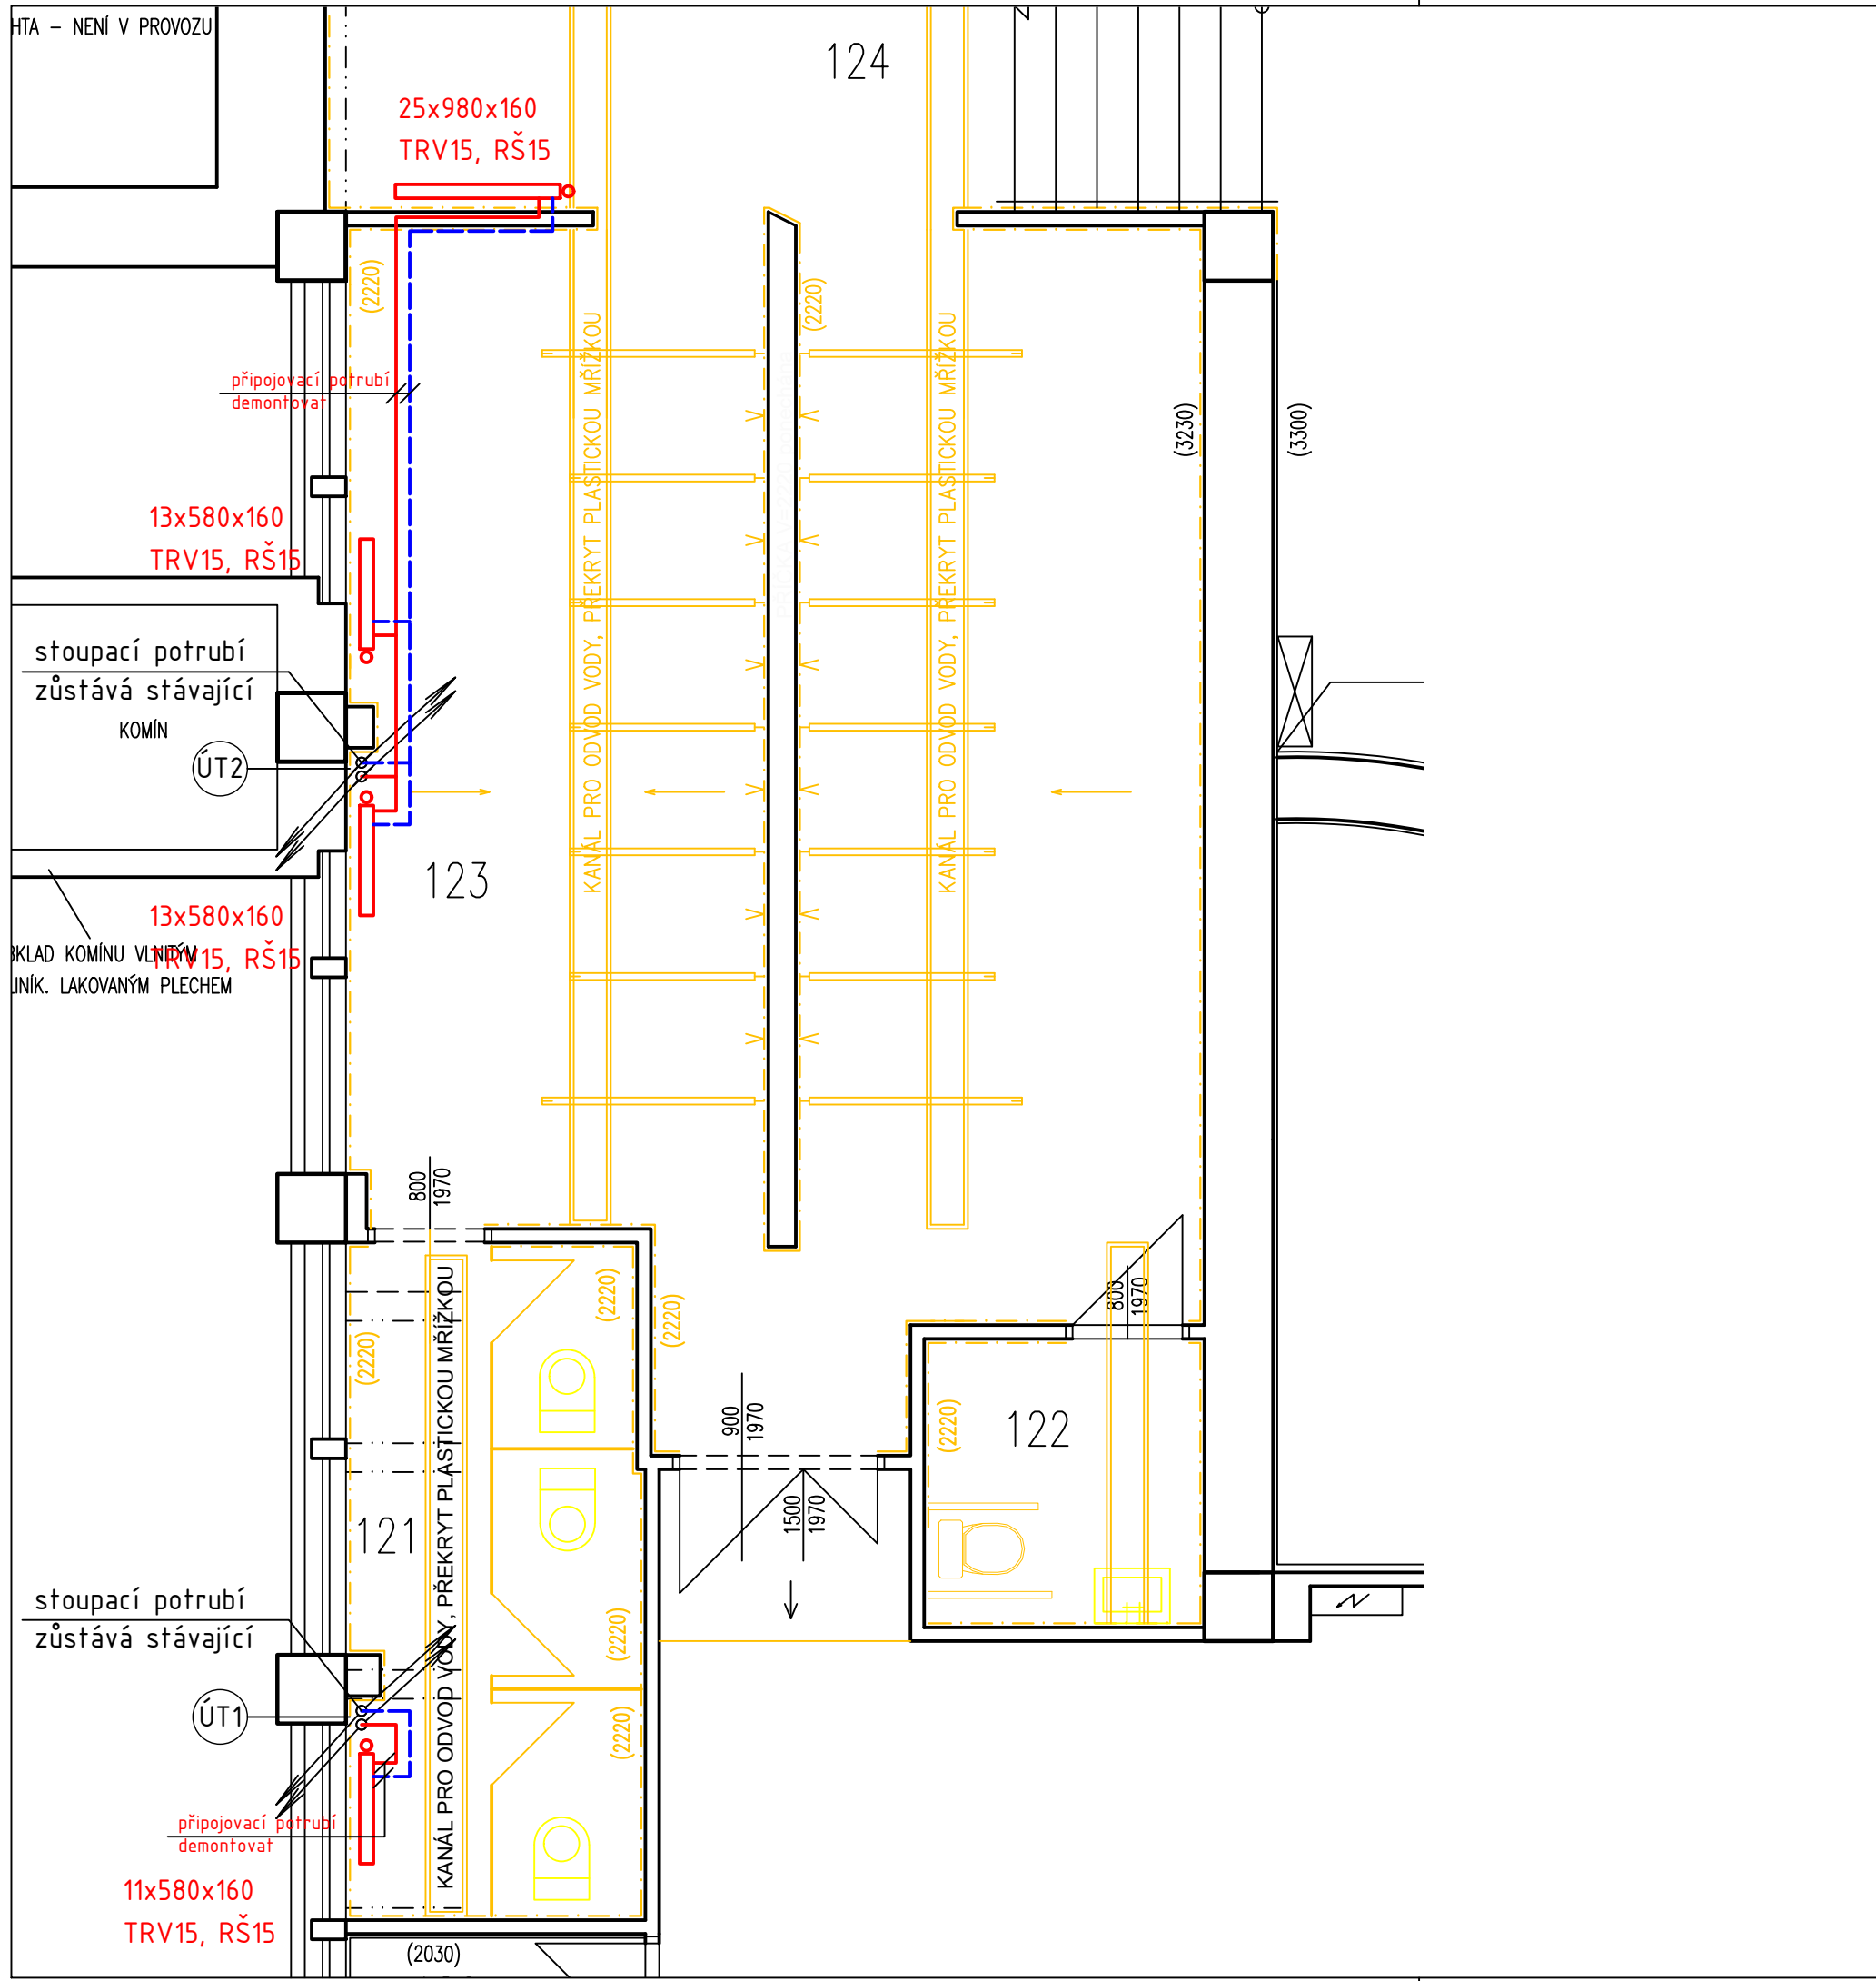 HTA – NENÍ V PROVOZU
124
25x980x160
TRV15, RŠ15
(2220)
(2220)
KANÁL PRO ODVOD VODY, PŘEKRYT PLASTICKOU MŘÍŽKOU
KANÁL PRO ODVOD VODY, PŘEKRYT PLASTICKOU MŘÍŽKOU
připojovací potrubí
demontovat
(3230)
(3300)
13x580x160
TRV15, RŠ15
stoupací potrubí
zůstává stávající
KOMÍN
ÚT2
123
13x580x160
TRV15, RŠ15
KLAD KOMÍNU VLNITÝM
LINÍK. LAKOVANÝM PLECHEM
800
1970
(2220)
(2220)
(2220)
800
1970
KANÁL PRO ODVOD VODY, PŘEKRYT PLASTICKOU MŘÍŽKOU
900
1970
(2220)
122
1500
1970
121
stoupací potrubí
zůstává stávající
(2220)
ÚT1
(2220)
připojovací potrubí
demontovat
11x580x160
TRV15, RŠ15
(2030)